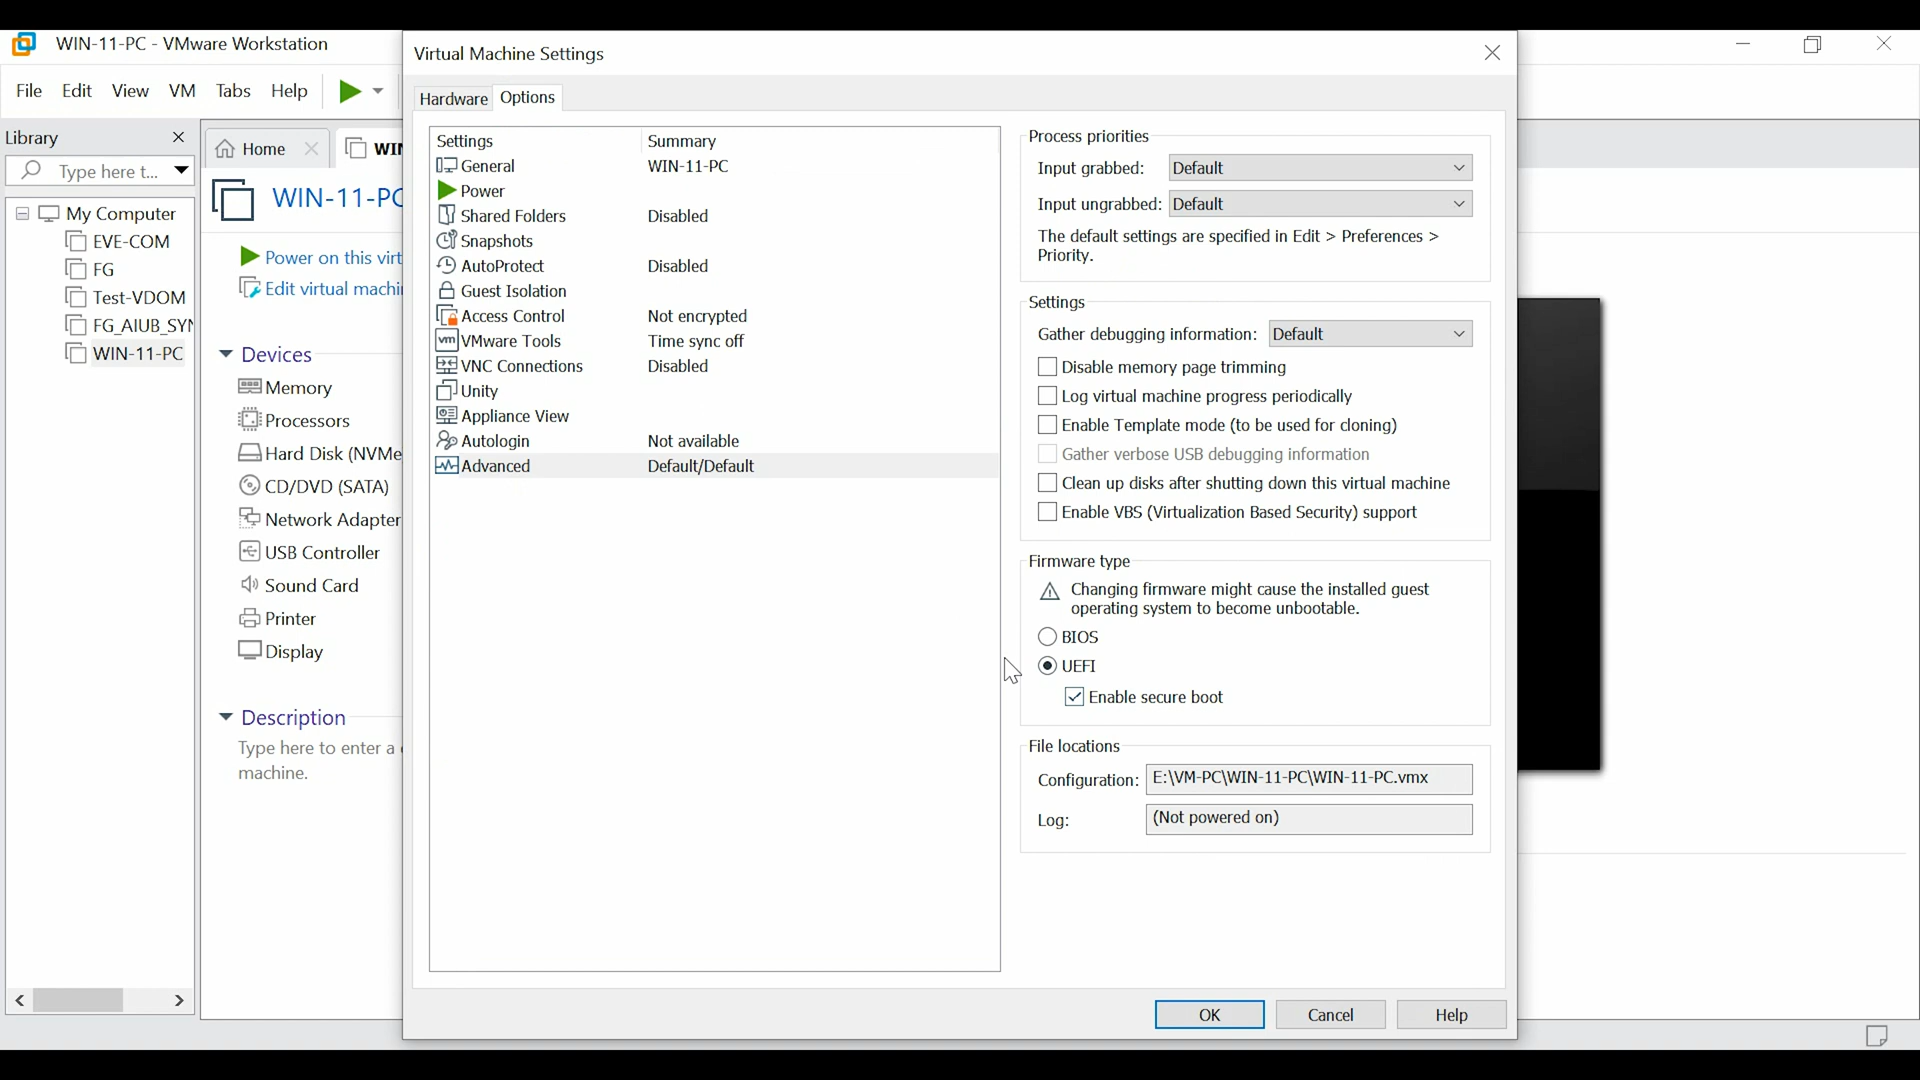 WIN-11-PC - VMware Workstation
File Edit View VM Tabs Help
Library
Type here t...
My Computer
EVE-COM
FG
Test-VDOM
FG_AIUB_SYN
WIN-11-PC
Home
WIN
WIN-11-PC
Power on this virt
Edit virtual machi
Devices
Memory
Processors
Hard Disk (NVMe
CD/DVD (SATA)
Network Adapter
USB Controller
Sound Card
Printer
Display
Description
Type here to enter a
machine.
Virtual Machine Settings
Hardware Options
Settings Summary
General WIN-11-PC
Power
Shared Folders Disabled
Snapshots
AutoProtect Disabled
Guest Isolation
Access Control Not encrypted
vm VMware Tools Time sync off
VNC Connections Disabled
Unity
Appliance View
Autologin Not available
Advanced Default/Default
Process priorities
Input grabbed: Default
Input ungrabbed: Default
The default settings are specified in Edit > Preferences >
Priority.
Settings
Gather debugging information: Default
Disable memory page trimming
Log virtual machine progress periodically
Enable Template mode (to be used for cloning)
Gather verbose USB debugging information
Clean up disks after shutting down this virtual machine
Enable VBS (Virtualization Based Security) support
Firmware type
Changing firmware might cause the installed guest
operating system to become unbootable.
BIOS
UEFI
Enable secure boot
File locations
Configuration: E:\VM-PC\WIN-11-PC\WIN-11-PC.vmx
Log: (Not powered on)
OK Cancel Help